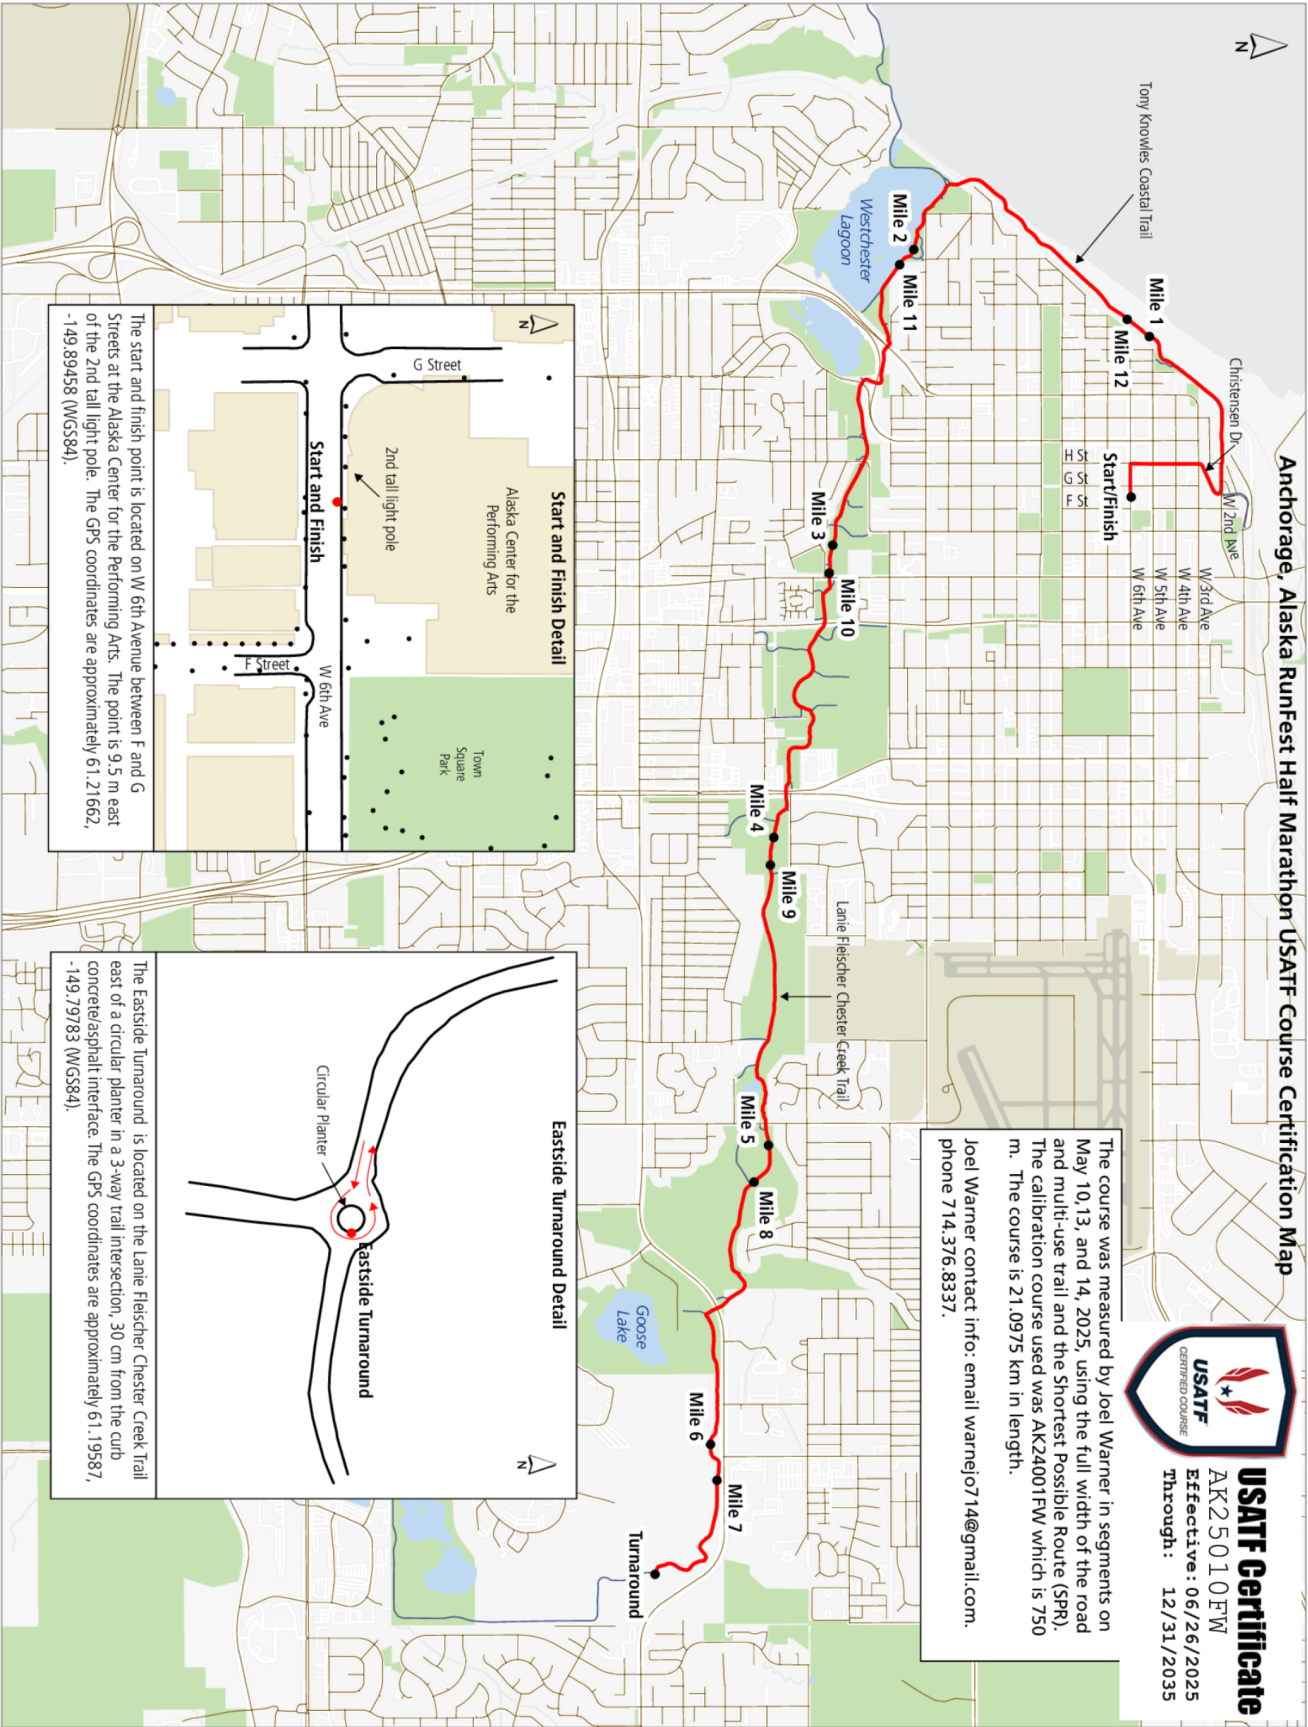 Anchorage, Alaska RunFest Half Marathon USATF Course Certification Map
USATF Certificate
AK25010FW
Effective: 06/26/2025
Through: 12/31/2035
USATF
CERTIFIED COURSE
The course was measured by Joel Warner in segments on
May 10,13, and 14, 2025, using the full width of the road
and multi-use trail and the Shortest Possible Route (SPR).
The calibration course used was AK24001FW which is 750
m. The course is 21.0975 km in length.
Joel Warner contact info: email warnejo714@gmail.com.
phone 714.376.8337.
N
Tony Knowles Coastal Trail
Christensen Dr
W 2nd Ave
W 3rd Ave
W 4th Ave
W 5th Ave
W 6th Ave
H St
G St
F St
Start/Finish
Mile 1
Mile 12
Mile 2
Mile 11
Westchester
Lagoon
Mile 3
Mile 10
Mile 4
Mile 9
Lanie Fleischer Chester Creek Trail
Mile 5
Mile 8
Goose
Lake
Mile 6
Mile 7
Turnaround
Start and Finish Detail
N
G Street
Alaska Center for the
Performing Arts
2nd tall light pole
Start and Finish
W 6th Ave
F Street
Town
Square
Park
The start and finish point is located on W 6th Avenue between F and G
Streets at the Alaska Center for the Performing Arts. The point is 9.5 m east
of the 2nd tall light pole. The GPS coordinates are approximately 61.21662,
-149.89458 (WGS84).
Eastside Turnaround Detail
N
Circular Planter
Eastside Turnaround
The Eastside Turnaround is located on the Lanie Fleischer Chester Creek Trail
east of a circular planter in a 3-way trail intersection, 30 cm from the curb
concrete/asphalt interface. The GPS coordinates are approximately 61.19587,
-149.79783 (WGS84).